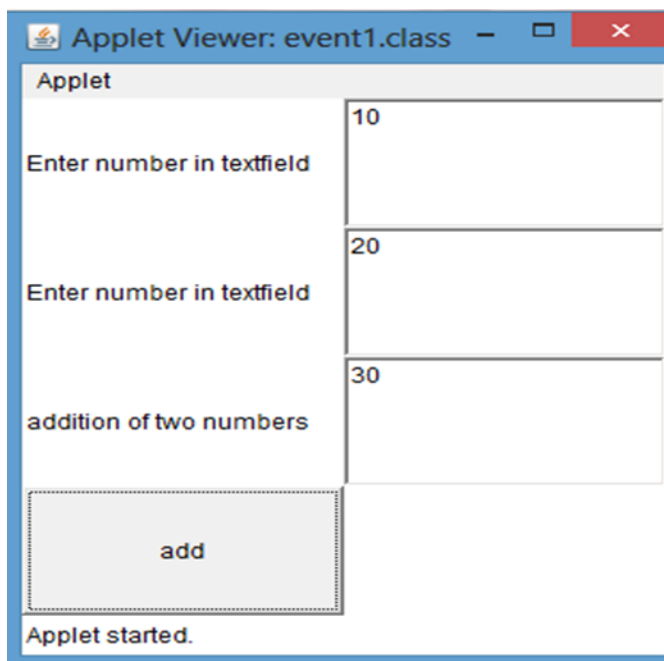 Applet Viewer: event1.class
Applet
Enter number in textfield
10
Enter number in textfield
20
addition of two numbers
30
add
Applet started.